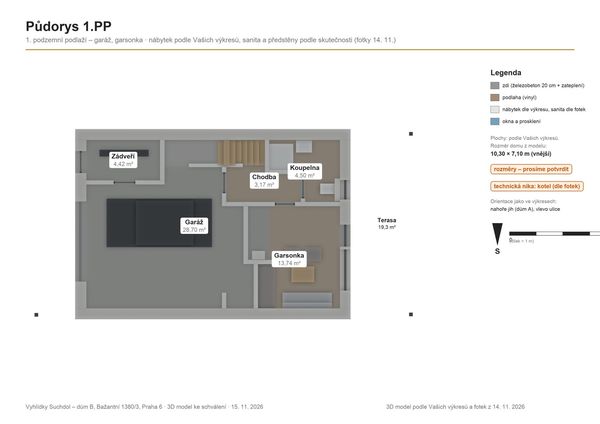 Půdorys 1.PP
1. podzemní podlaží – garáž, garsonka · nábytek podle Vašich výkresů, sanita a předstěny podle skutečnosti (fotky 14. 11.)
Legenda
zdi (železobeton 20 cm + zateplení)
podlaha (vinyl)
nábytek dle výkresu, sanita dle fotek
okna a prosklení
Plochy: podle Vašich výkresů.
Rozměr domu z modelu:
10,30 × 7,10 m (vnější)
rozměry – prosíme potvrdit
technická nika: kotel (dle fotek)
Orientace jako ve výkresech:
nahoře jih (dům A), vlevo ulice
S
0
(dílek = 1 m)
Zádveří
4,42 m²
Koupelna
4,50 m²
Chodba
3,17 m²
Garáž
28,70 m²
Terasa
19,3 m²
Garsonka
13,74 m²
Vyhlídky Suchdol – dům B, Bažantní 1380/3, Praha 6 · 3D model ke schválení · 15. 11. 2026
3D model podle Vašich výkresů a fotek z 14. 11. 2026